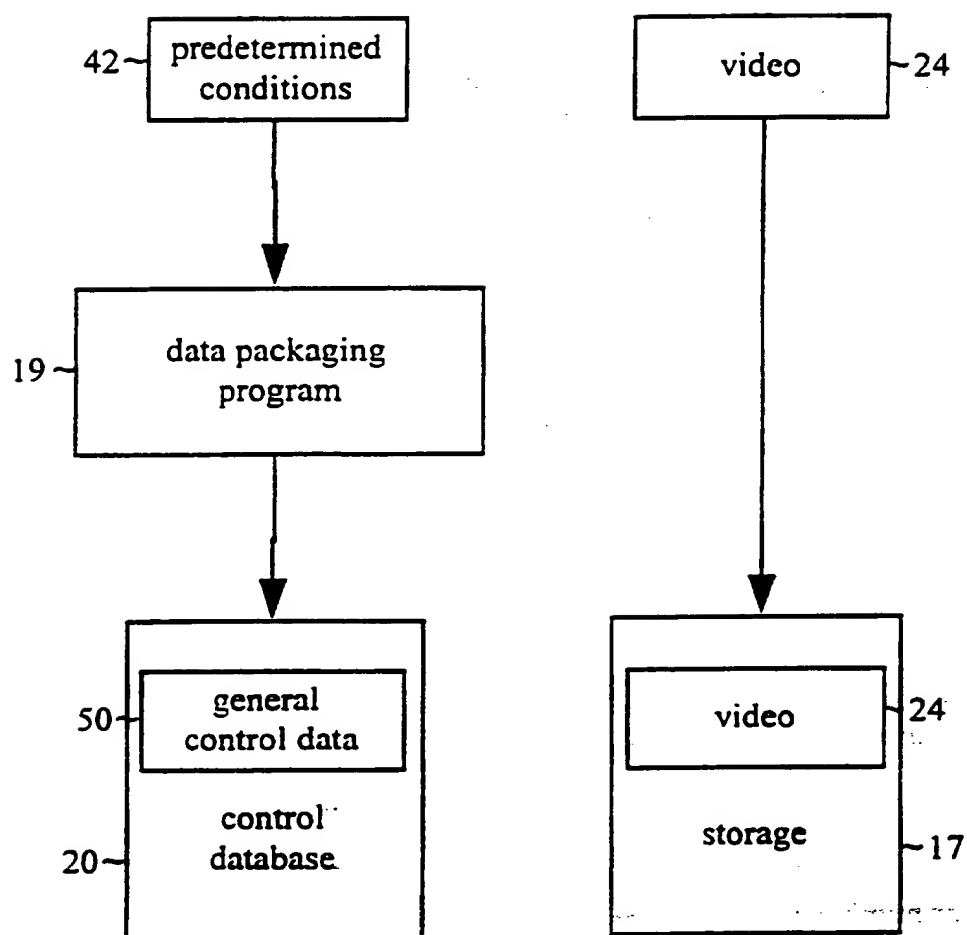 42
predetermined
conditions
video
24
19
data packaging
program
50
general
control data
control
database
20
video
24
storage
17